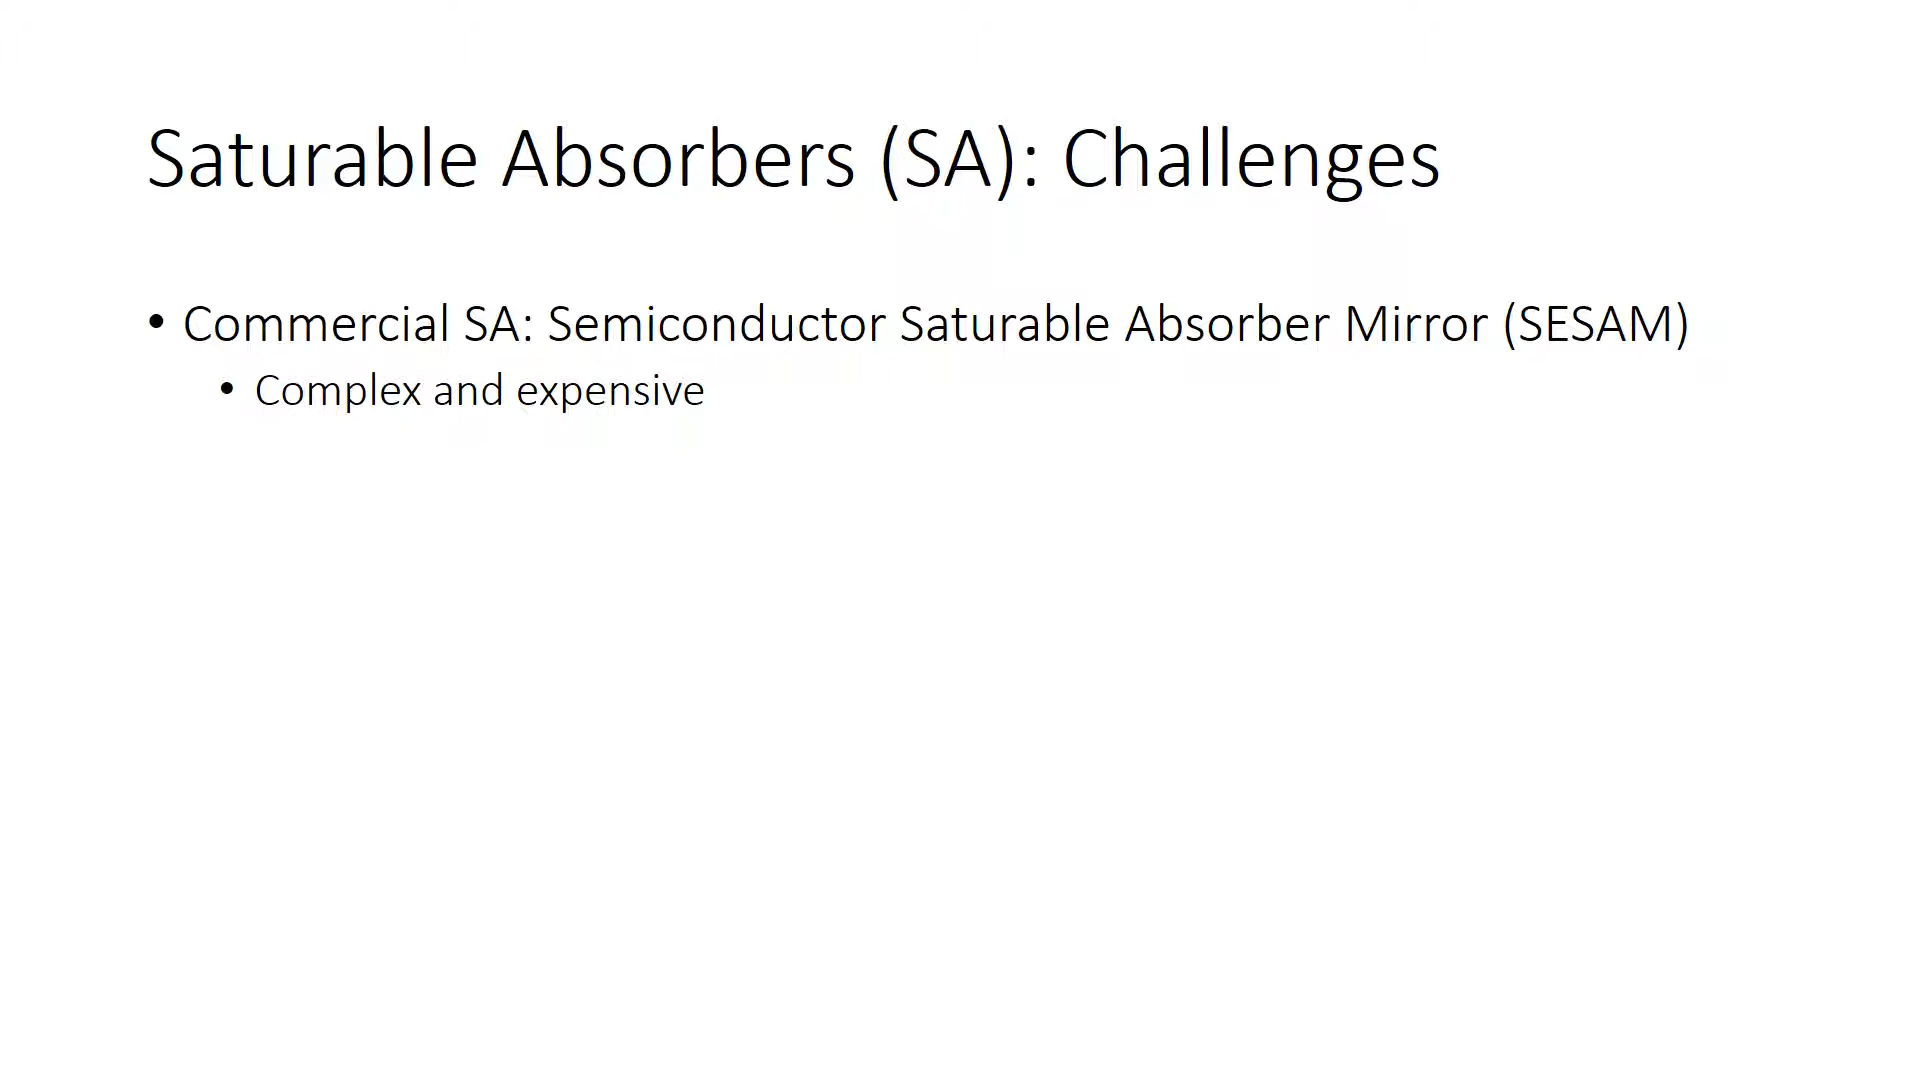 Saturable Absorbers (SA): Challenges
• Commercial SA: Semiconductor Saturable Absorber Mirror (SESAM)
• Complex and expensive